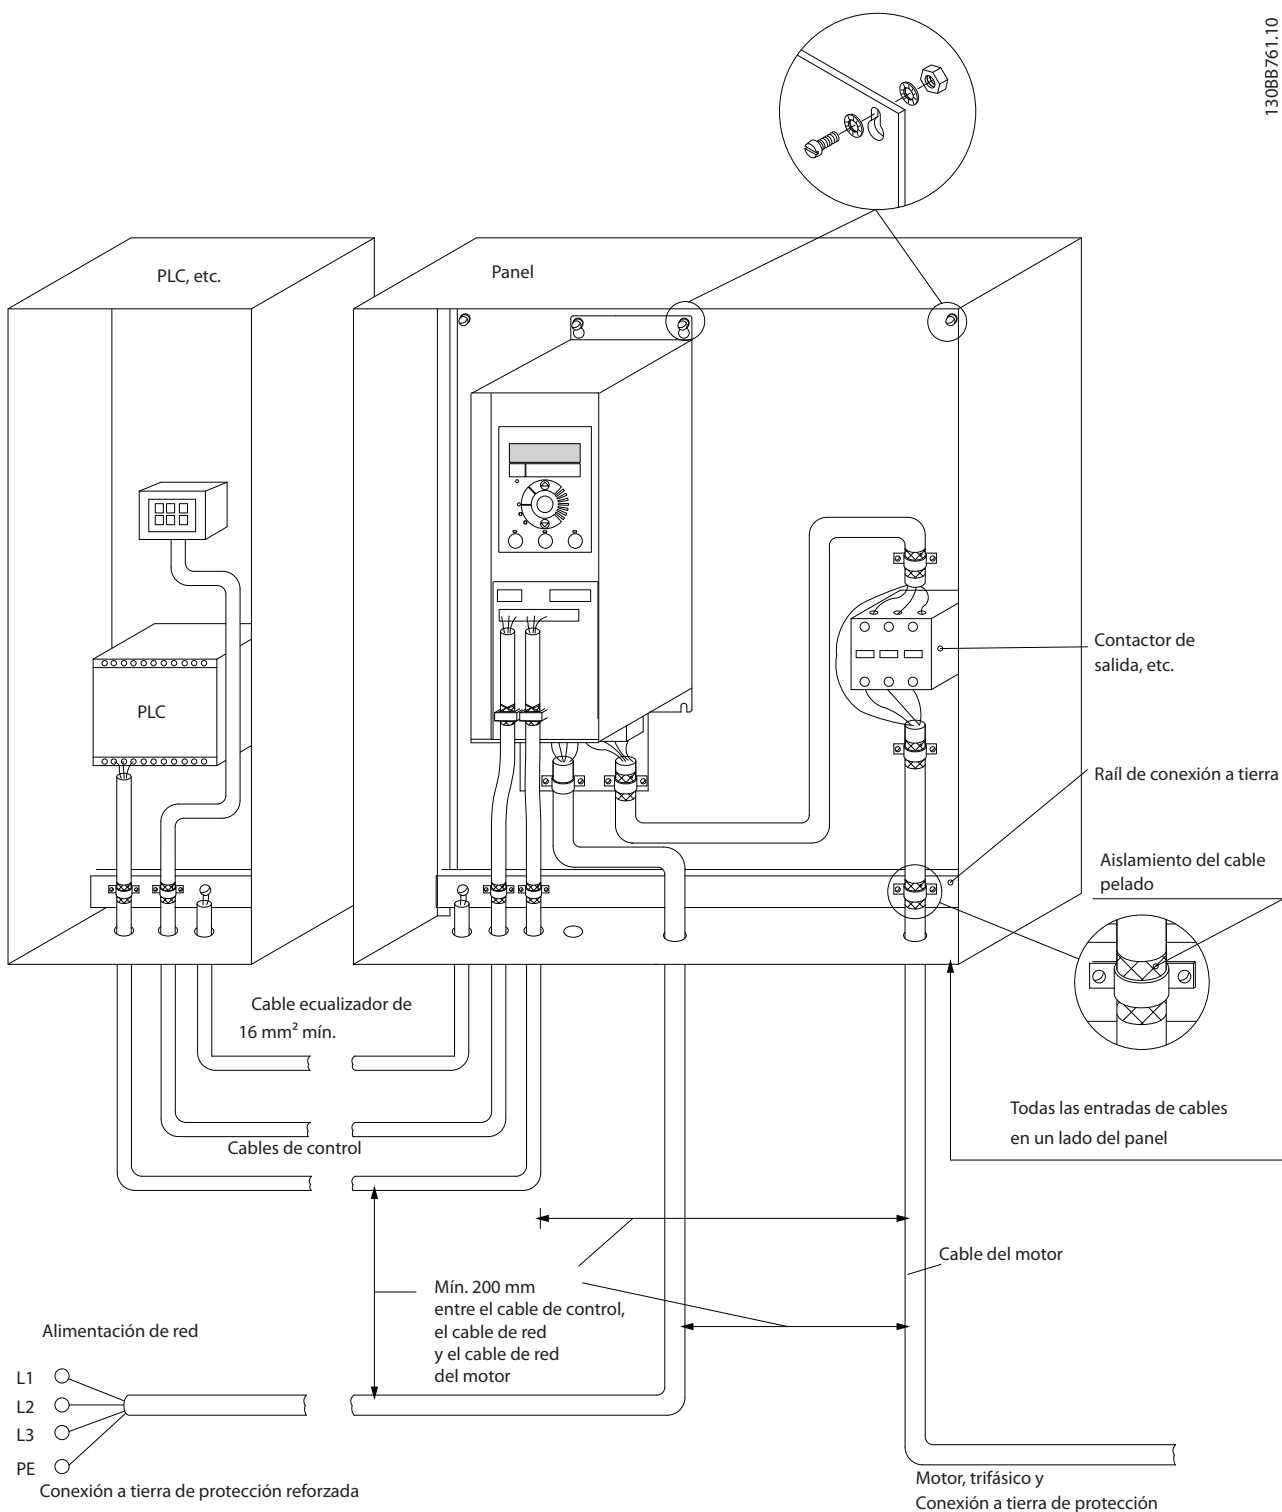 130BB761.10
PLC, etc.
Panel
Contactor de
salida, etc.
PLC
Raíl de conexión a tierra
Aislamiento del cable
pelado
Cable ecualizador de
16 mm² mín.
Todas las entradas de cables
en un lado del panel
Cables de control
Cable del motor
Mín. 200 mm
entre el cable de control,
el cable de red
y el cable de red
del motor
Alimentación de red
L1
L2
L3
PE
Conexión a tierra de protección reforzada
Motor, trifásico y
Conexión a tierra de protección